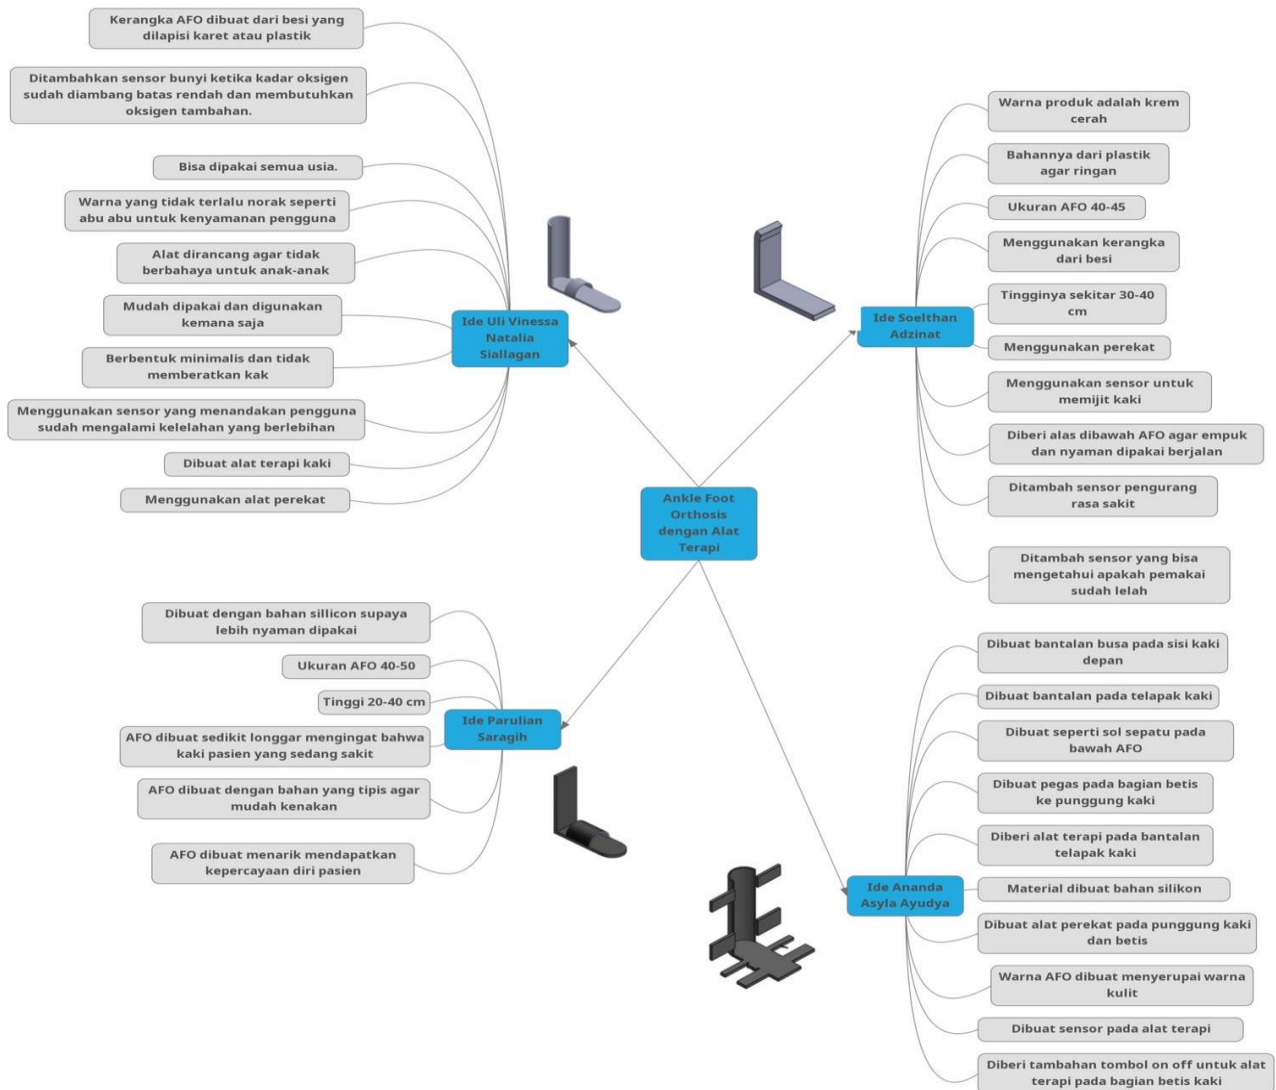 Kerangka AFO dibuat dari besi yang
dilapisi karet atau plastik
Ditambahkan sensor bunyi ketika kadar oksigen
sudah diambang batas rendah dan membutuhkan
oksigen tambahan.
Bisa dipakai semua usia.
Warna yang tidak terlalu norak seperti
abu abu untuk kenyamanan pengguna
Alat dirancang agar tidak
berbahaya untuk anak-anak
Mudah dipakai dan digunakan
kemana saja
Berbentuk minimalis dan tidak
memberatkan kak
Menggunakan sensor yang menandakan pengguna
sudah mengalami kelelahan yang berlebihan
Dibuat alat terapi kaki
Menggunakan alat perekat
Ide Uli Vinessa
Natalia
Siallagan
Warna produk adalah krem
cerah
Bahannya dari plastik
agar ringan
Ukuran AFO 40-45
Menggunakan kerangka
dari besi
Tingginya sekitar 30-40
cm
Menggunakan perekat
Menggunakan sensor untuk
memijit kaki
Diberi alas dibawah AFO agar empuk
dan nyaman dipakai berjalan
Ditambah sensor pengurang
rasa sakit
Ditambah sensor yang bisa
mengetahui apakah pemakai
sudah lelah
Ide Soelthan
Adzinat
Ankle Foot
Orthosis
dengan Alat
Terapi
Dibuat dengan bahan sillicon supaya
lebih nyaman dipakai
Ukuran AFO 40-50
Tinggi 20-40 cm
AFO dibuat sedikit longgar mengingat bahwa
kaki pasien yang sedang sakit
AFO dibuat dengan bahan yang tipis agar
mudah kenakan
AFO dibuat menarik mendapatkan
kepercayaan diri pasien
Ide Parulian
Saragih
Dibuat bantalan busa pada sisi kaki
depan
Dibuat bantalan pada telapak kaki
Dibuat seperti sol sepatu pada
bawah AFO
Dibuat pegas pada bagian betis
ke punggung kaki
Diberi alat terapi pada bantalan
telapak kaki
Material dibuat bahan silikon
Dibuat alat perekat pada punggung kaki
dan betis
Warna AFO dibuat menyerupai warna
kulit
Dibuat sensor pada alat terapi
Diberi tambahan tombol on off untuk alat
terapi pada bagian betis kaki
Ide Ananda
Asyla Ayudya